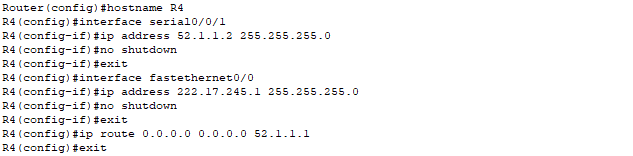 Router(config)#hostname R4
R4(config)#interface serial0/0/1
R4(config-if)#ip address 52.1.1.2 255.255.255.0
R4(config-if)#no shutdown
R4(config-if)#exit
R4(config)#interface fastethernet0/0
R4(config-if)#ip address 222.17.245.1 255.255.255.0
R4(config-if)#no shutdown
R4(config-if)#exit
R4(config)#ip route 0.0.0.0 0.0.0.0 52.1.1.1
R4(config)#exit